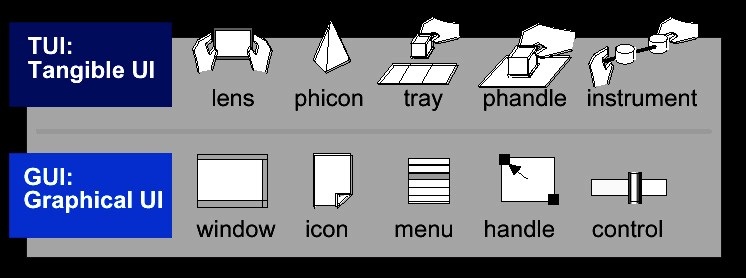 TUI:
Tangible UI
lens phicon tray phandle instrument
GUI:
Graphical UI
window icon menu handle control